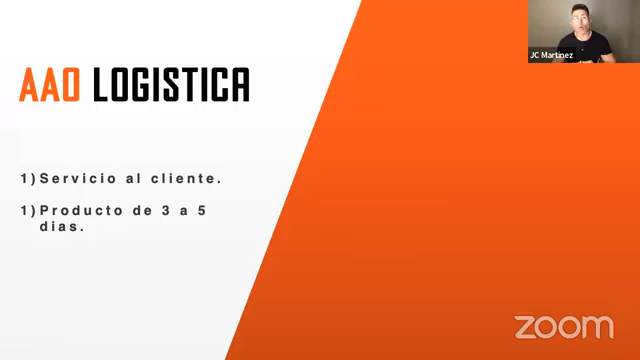 JC Martinez
AAO LOGISTICA
1) Servicio al cliente.
1) Producto de 3 a 5
dias.
zoom